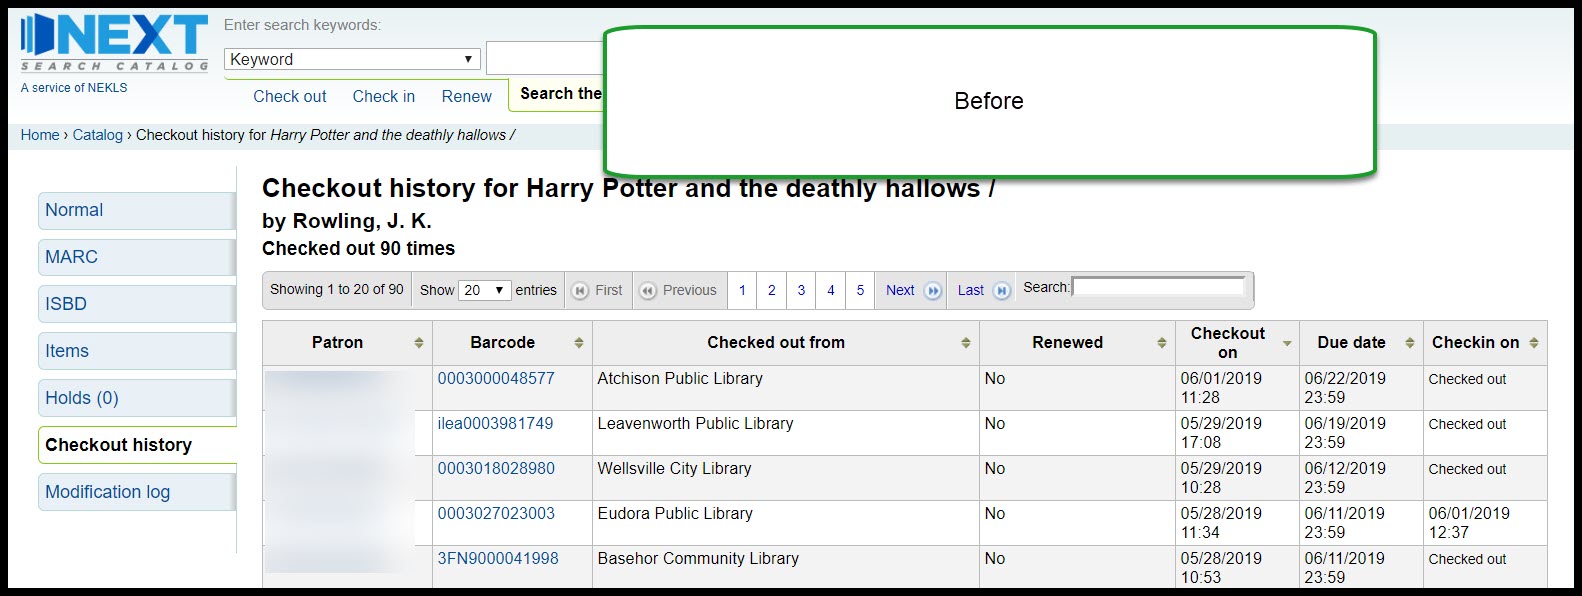 NEXT
SEARCH CATALOG
A service of NEKLS
Enter search keywords:
Keyword
Check out Check in Renew Search the
Before
Home › Catalog › Checkout history for Harry Potter and the deathly hallows /
Normal
MARC
ISBD
Items
Holds (0)
Checkout history
Modification log
Checkout history for Harry Potter and the deathly hallows /
by Rowling, J. K.
Checked out 90 times
Showing 1 to 20 of 90 Show 20 entries First Previous 1 2 3 4 5 Next Last Search:
Patron Barcode Checked out from Renewed Checkout on Due date Checkin on
0003000048577 Atchison Public Library No 06/01/2019 11:28 06/22/2019 23:59 Checked out
ilea0003981749 Leavenworth Public Library No 05/29/2019 17:08 06/19/2019 23:59 Checked out
0003018028980 Wellsville City Library No 05/29/2019 10:28 06/12/2019 23:59 Checked out
0003027023003 Eudora Public Library No 05/28/2019 11:34 06/11/2019 23:59 06/01/2019 12:37
3FN9000041998 Basehor Community Library No 05/28/2019 10:53 06/11/2019 23:59 Checked out